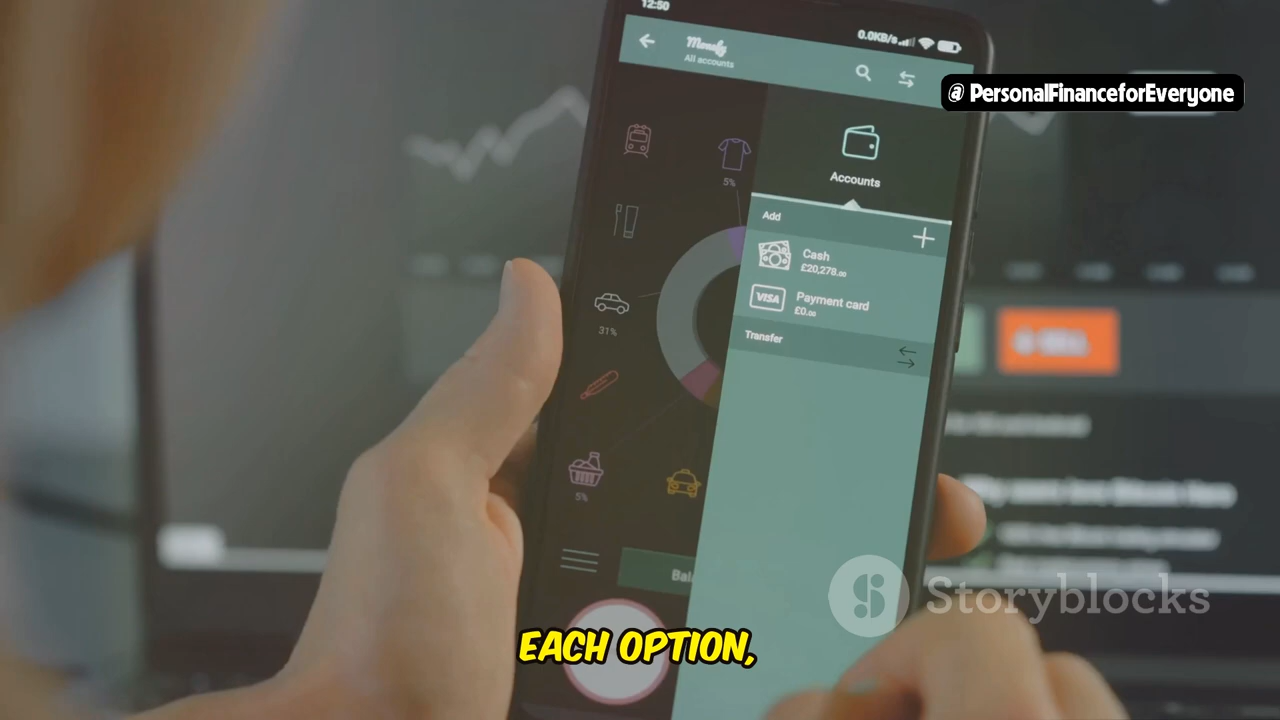 12:50
0.0KB/s
Monefy
All accounts
@ PersonalFinanceforEveryone
Accounts
5%
Add
Cash
£20,278.00
VISA
Payment card
£0.00
Transfer
31%
5%
SELL
Storyblocks
EACH OPTION,